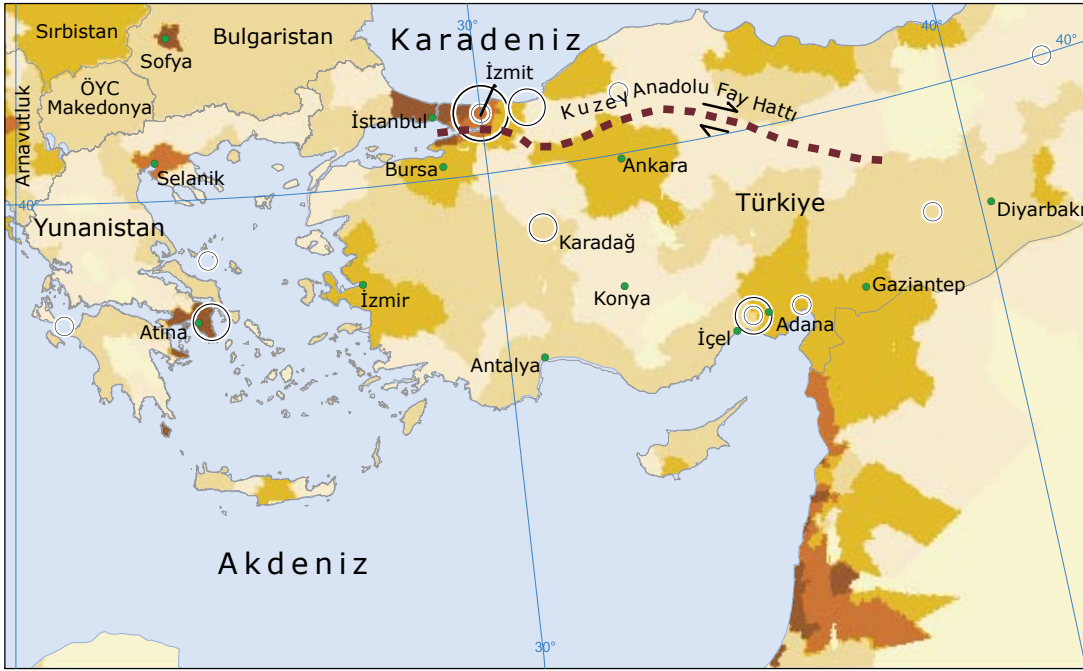 Sırbistan
Sofya
Bulgaristan
Karadeniz
30°
40°
40°
İzmit
ÖYC
Makedonya
Arnavutluk
İstanbul
Kuzey Anadolu Fay Hattı
Selanik
Bursa
Ankara
40°
Yunanistan
Türkiye
Diyarbakı
Karadağ
İzmir
Konya
Gaziantep
Atina
Adana
İçel
Antalya
Akdeniz
30°